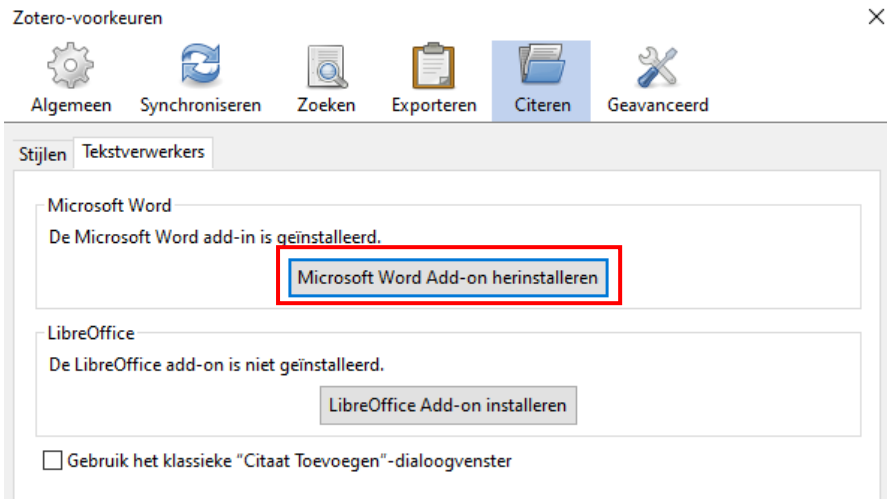 Zotero-voorkeuren
Algemeen Synchroniseren Zoeken Exporteren Citeren Geavanceerd
Stijlen Tekstverwerkers
Microsoft Word
De Microsoft Word add-in is geïnstalleerd.
Microsoft Word Add-on herinstalleren
LibreOffice
De LibreOffice add-on is niet geïnstalleerd.
LibreOffice Add-on installeren
Gebruik het klassieke “Citaat Toevoegen”-dialoogvenster